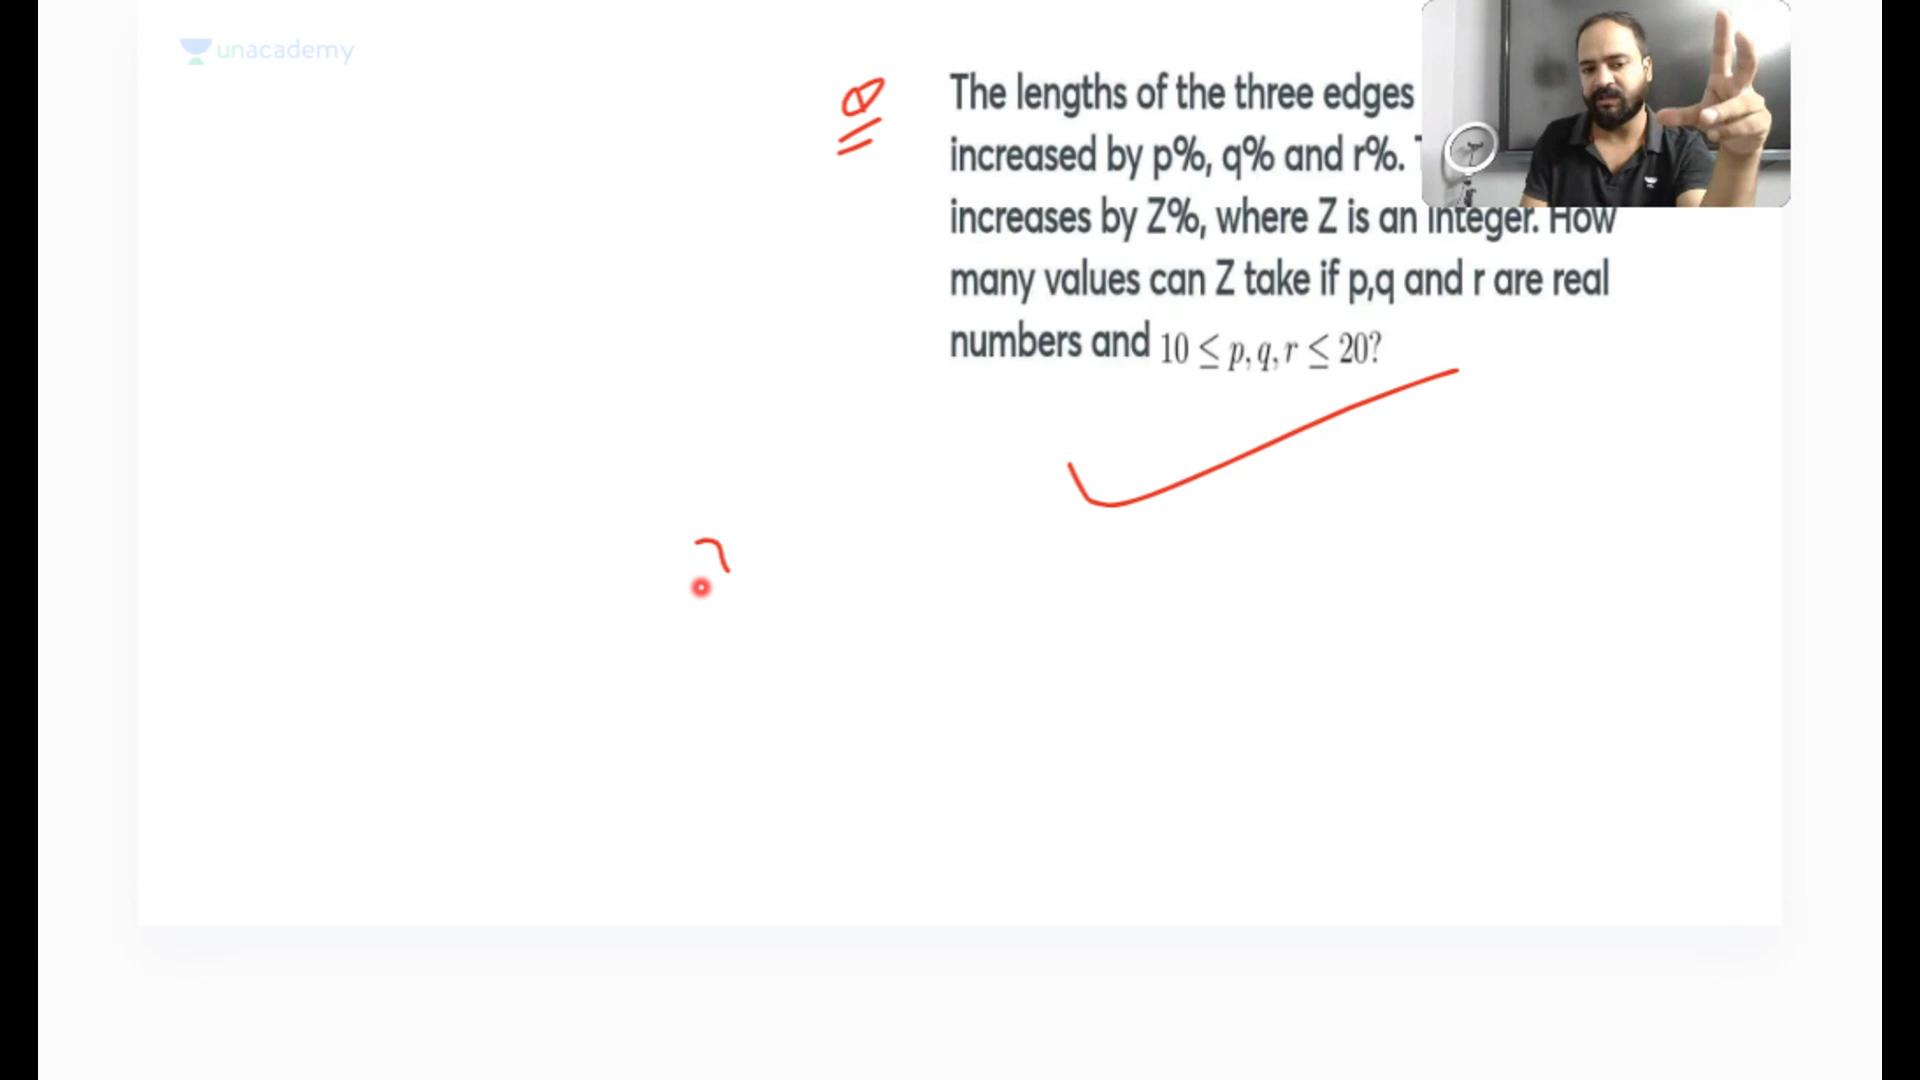 unacademy
The lengths of the three edges
increased by p%, q% and r%.
increases by Z%, where Z is an integer. How
many values can Z take if p,q and r are real
numbers and 10 ≤ p, q, r ≤ 20?